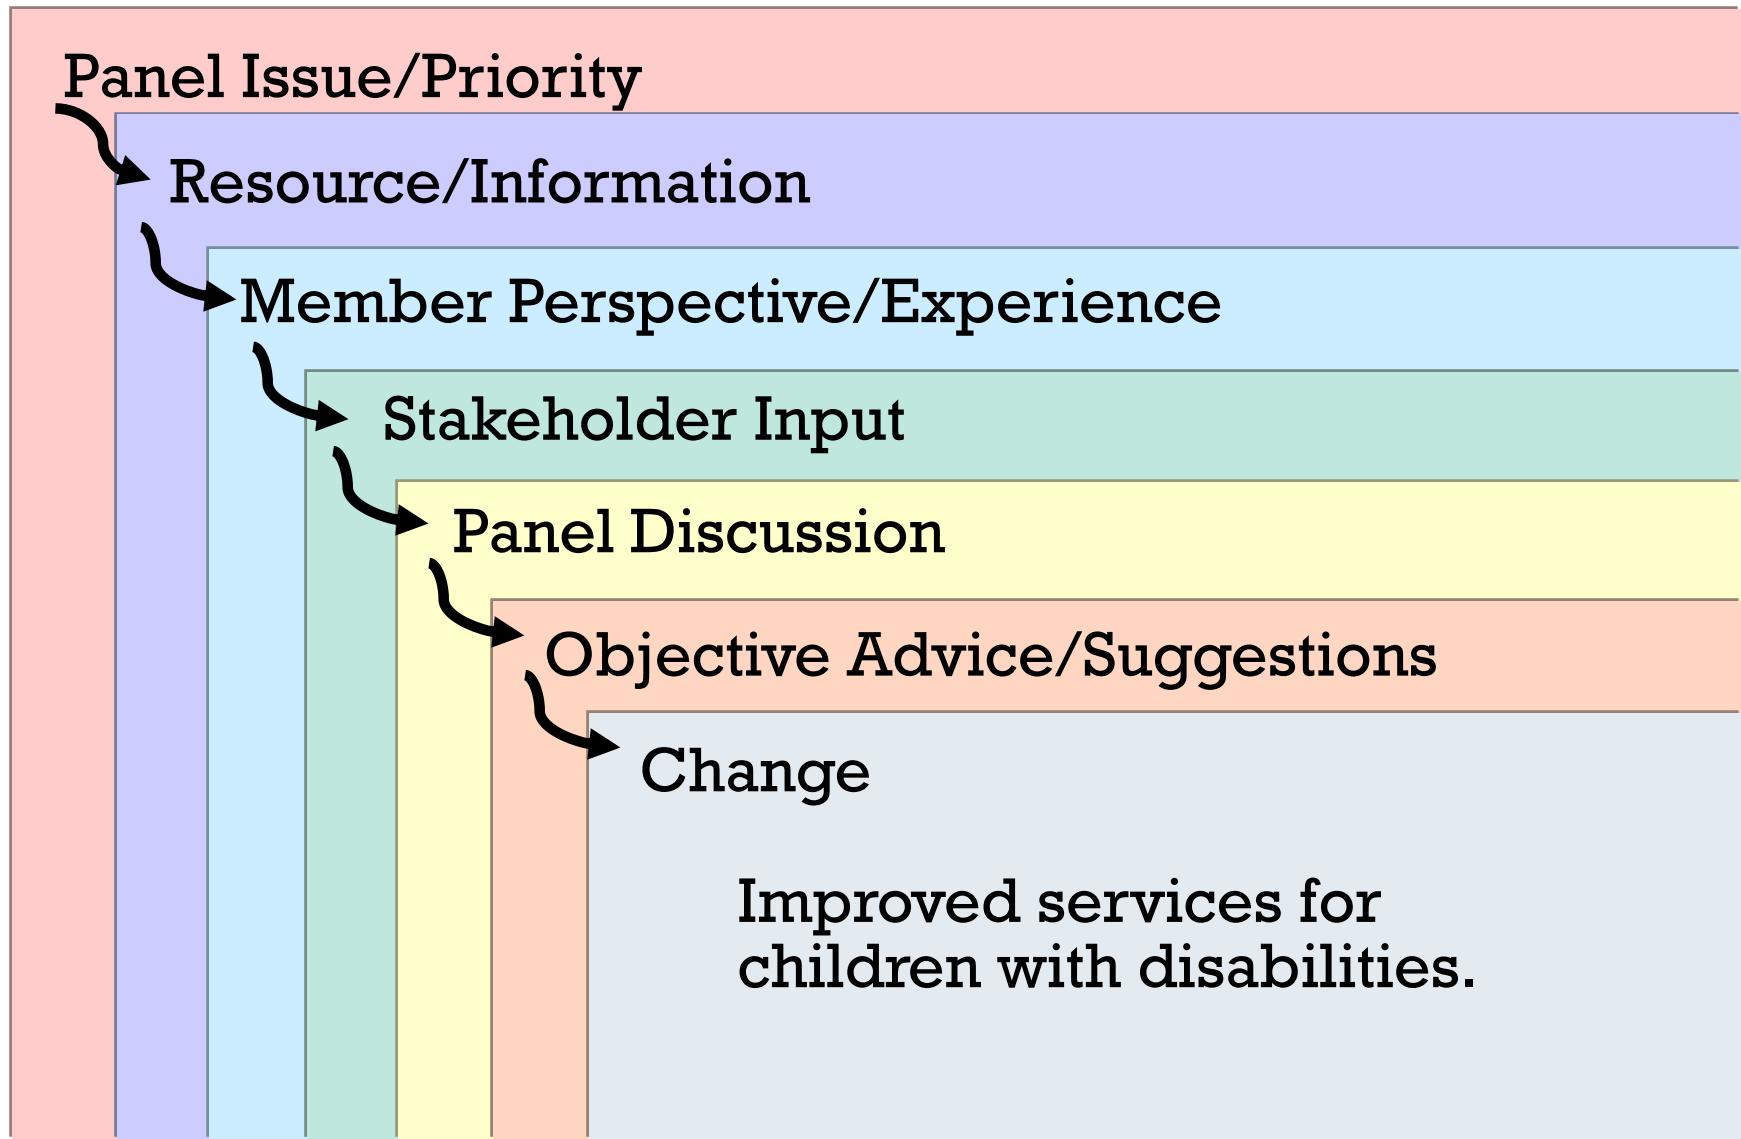 Panel Issue/Priority
Resource/Information
Member Perspective/Experience
Stakeholder Input
Panel Discussion
Objective Advice/Suggestions
Change
Improved services for
children with disabilities.